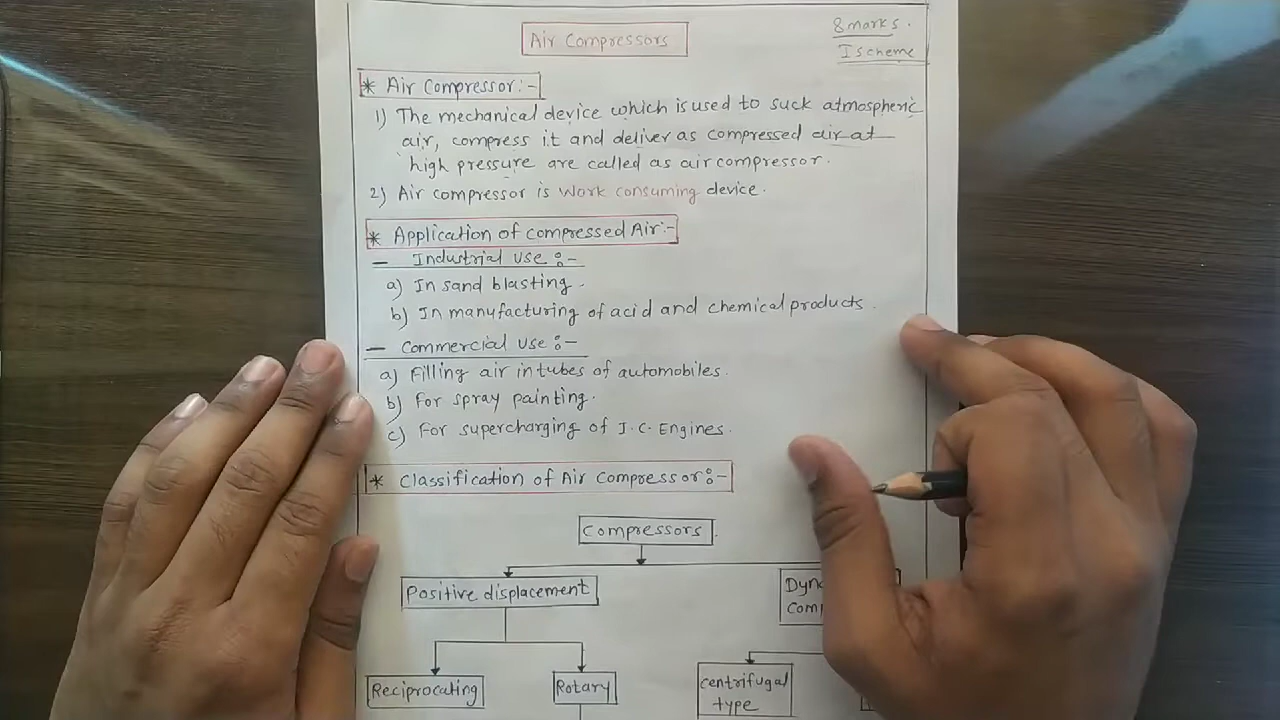 Air Compressors
8 marks.
I scheme
* Air Compressor:-
1) The mechanical device which is used to suck atmospheric
air, compress it and deliver as compressed air at
high pressure are called as air compressor.
2) Air compressor is work consuming device.
* Application of compressed Air:-
— Industrial use :-
a) In sand blasting.
b) In manufacturing of acid and chemical products.
— Commercial use :-
a) Filling air in tubes of automobiles.
b) For spray painting.
c) For supercharging of I.C. Engines.
* Classification of Air Compressor:-
Compressors
Positive displacement
Reciprocating
Rotary
centrifugal
type